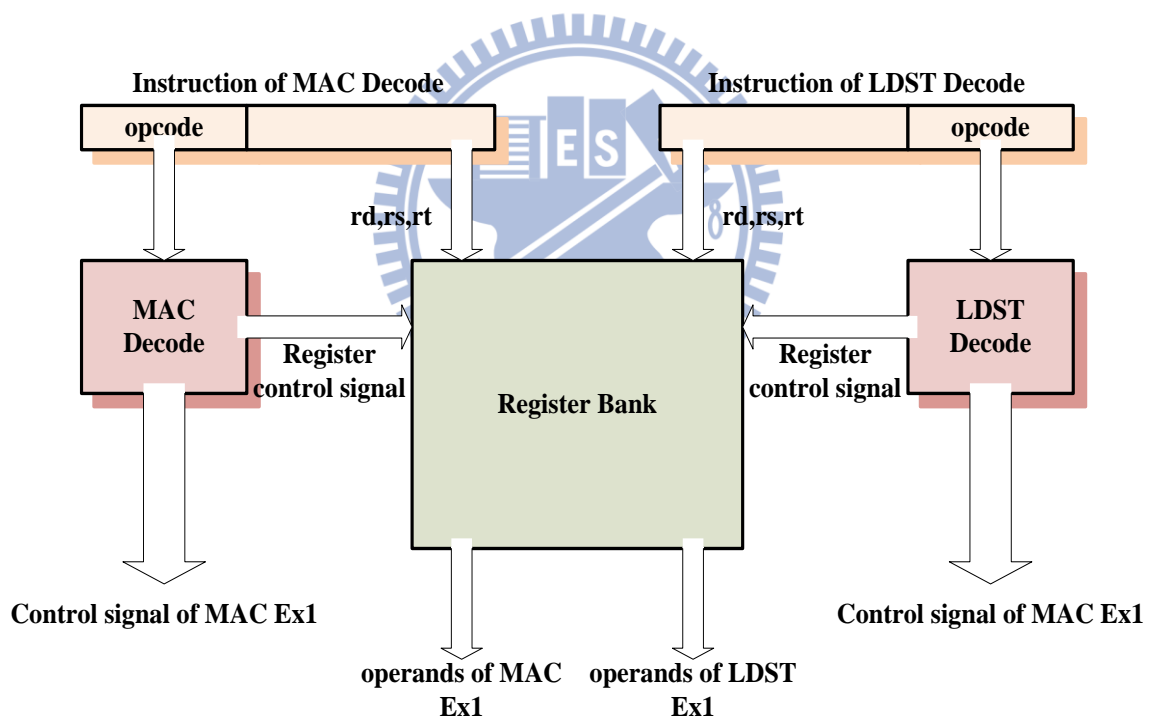 Instruction of MAC Decode
Instruction of LDST Decode
opcode
opcode
ES
rd,rs,rt
rd,rs,rt
MAC
Decode
LDST
Decode
Register
control signal
Register
control signal
Register Bank
Control signal of MAC Ex1
Control signal of MAC Ex1
operands of MAC
Ex1
operands of LDST
Ex1